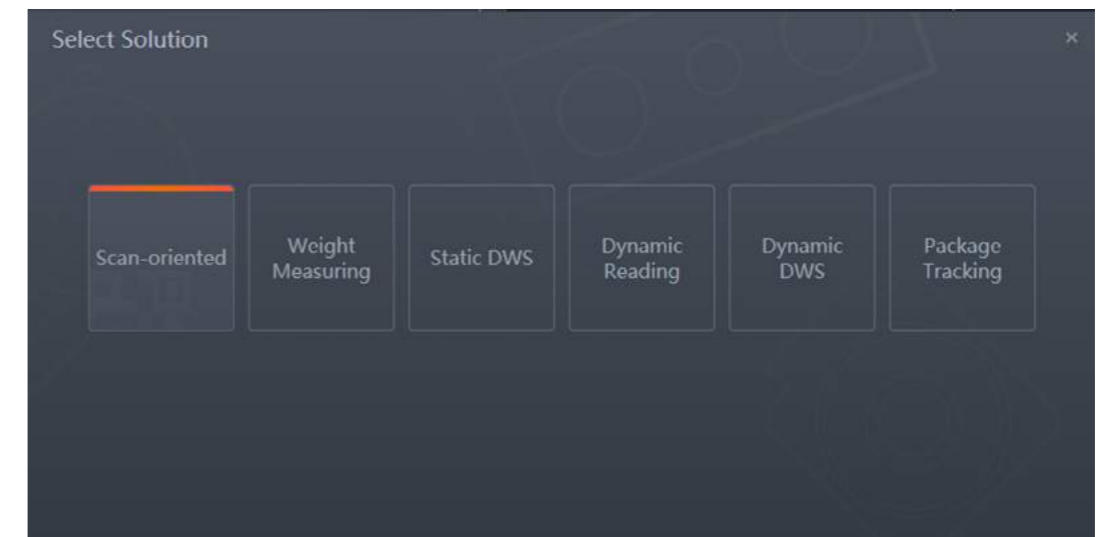 Select Solution
×
Scan-oriented
Weight
Measuring
Static DWS
Dynamic
Reading
Dynamic
DWS
Package
Tracking